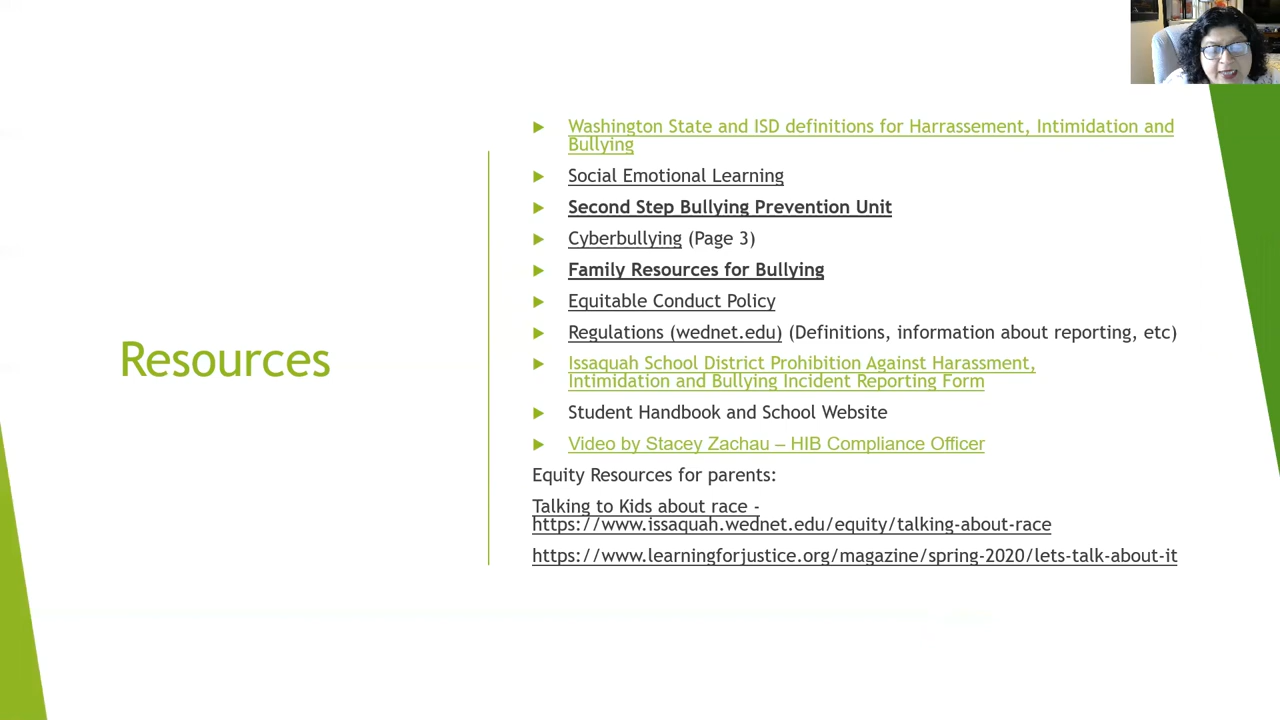 Resources
Washington State and ISD definitions for Harrassement, Intimidation and
Bullying
Social Emotional Learning
Second Step Bullying Prevention Unit
Cyberbullying (Page 3)
Family Resources for Bullying
Equitable Conduct Policy
Regulations (wednet.edu) (Definitions, information about reporting, etc)
Issaquah School District Prohibition Against Harassment,
Intimidation and Bullying Incident Reporting Form
Student Handbook and School Website
Video by Stacey Zachau – HIB Compliance Officer
Equity Resources for parents:
Talking to Kids about race -
https://www.issaquah.wednet.edu/equity/talking-about-race
https://www.learningforjustice.org/magazine/spring-2020/lets-talk-about-it